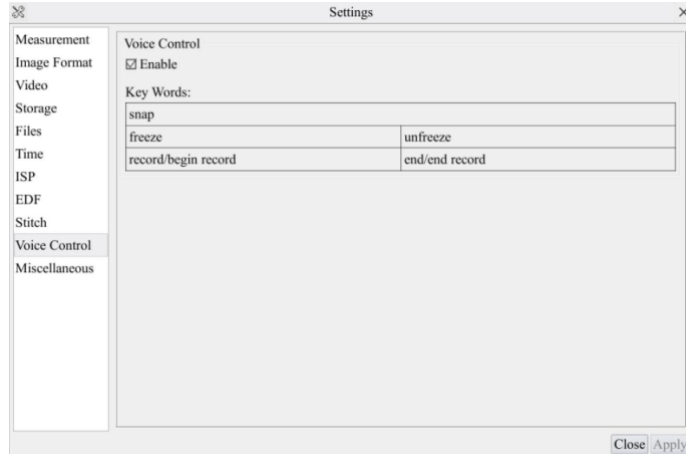 Settings
Measurement
Image Format
Video
Storage
Files
Time
ISP
EDF
Stitch
Voice Control
Miscellaneous
Voice Control
Enable
Key Words:
snap
freeze unfreeze
record/begin record end/end record
Close Apply